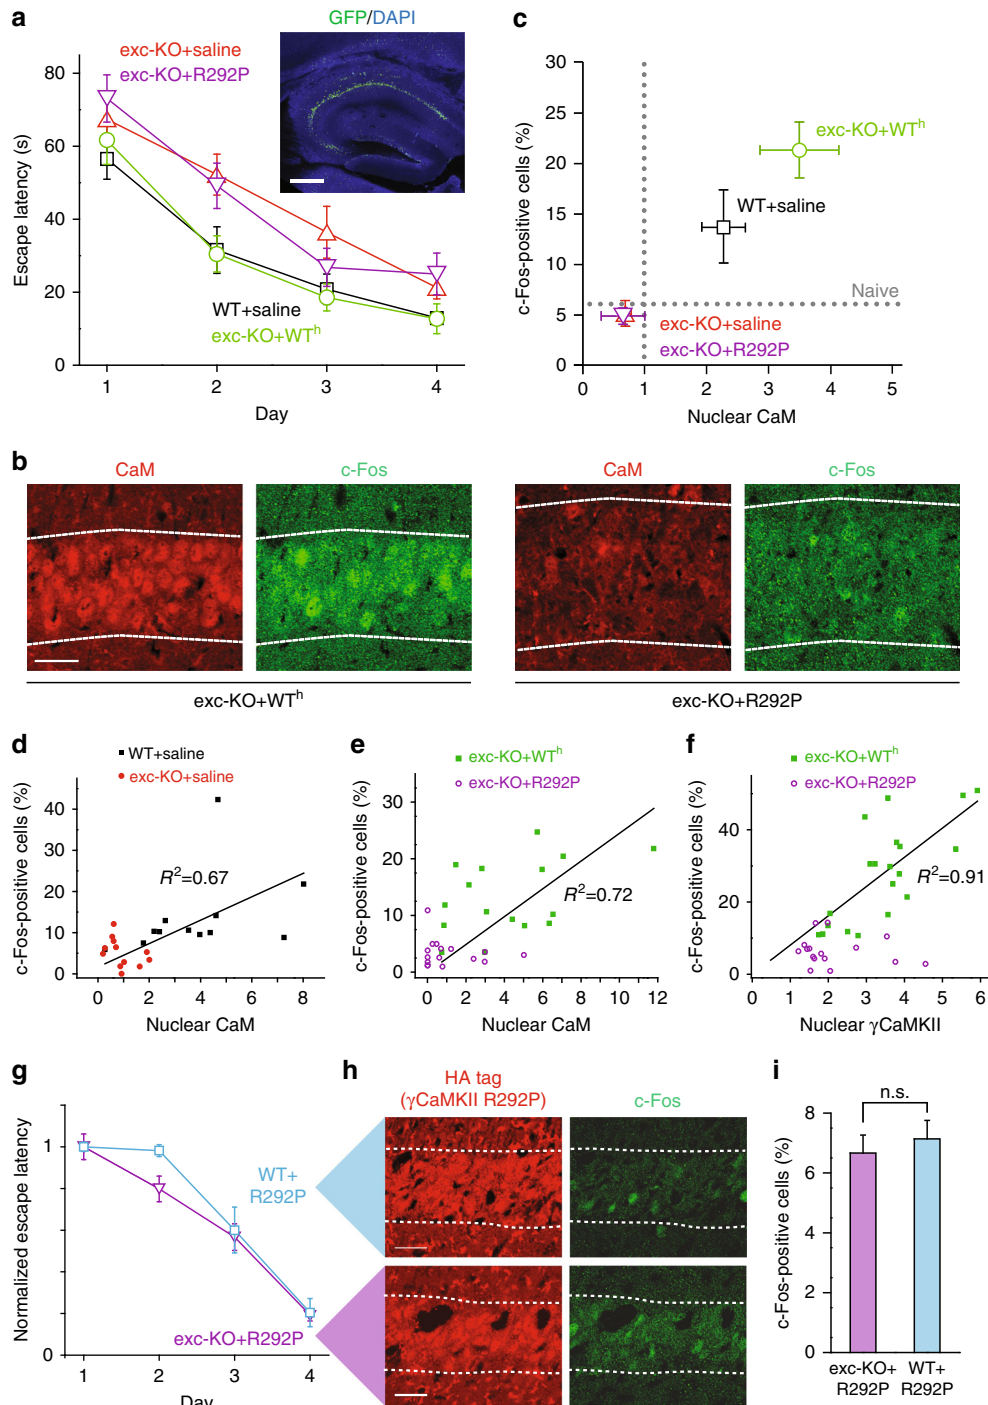 a
GFP/DAPI
exc-KO+saline
exc-KO+R292P
80
60
40
20
0
Escape latency (s)
WT+saline
exc-KO+WTʰ
1 2 3 4
Day
c
30
25
20
15
10
5
0
c-Fos-positive cells (%)
exc-KO+WTʰ
WT+saline
Naive
exc-KO+saline
exc-KO+R292P
0 1 2 3 4 5
Nuclear CaM
b
CaM c-Fos CaM c-Fos
exc-KO+WTʰ exc-KO+R292P
d
WT+saline
exc-KO+saline
40
30
20
10
0
c-Fos-positive cells (%)
R²=0.67
0 2 4 6 8
Nuclear CaM
e
exc-KO+WTʰ
exc-KO+R292P
30
20
10
0
c-Fos-positive cells (%)
R²=0.72
0 2 4 6 8 10 12
Nuclear CaM
f
exc-KO+WTʰ
exc-KO+R292P
40
20
0
c-Fos-positive cells (%)
R²=0.91
0 1 2 3 4 5 6
Nuclear γCaMKII
g
1
0
Normalized escape latency
WT+
R292P
exc-KO+R292P
1 2 3 4
Day
h
HA tag
(γCaMKII R292P)
c-Fos
i
n.s.
8
6
4
2
0
c-Fos-positive cells (%)
exc-KO+
R292P
WT+
R292P